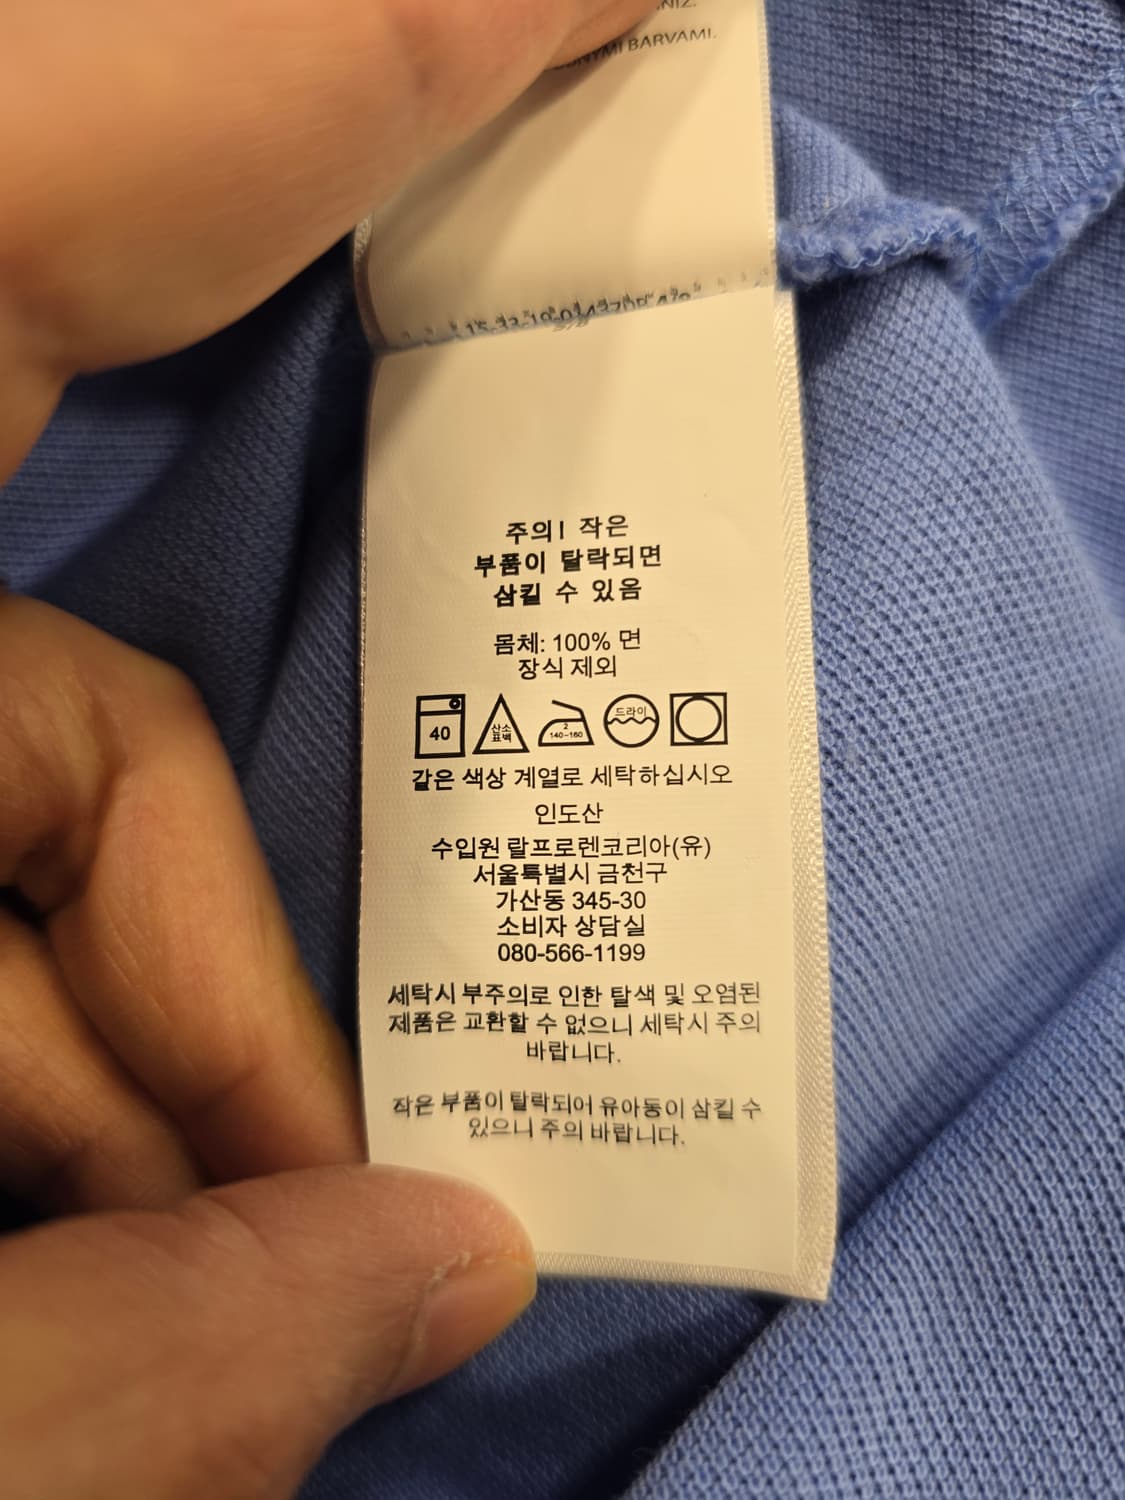 BARVAMI.
주의! 작은
부품이 탈락되면
삼킬 수 있음
몸체: 100% 면
장식 제외
40
산소
표백
2
140~160
드라이
같은 색상 계열로 세탁하십시오
인도산
수입원 랄프로렌코리아(유)
서울특별시 금천구
가산동 345-30
소비자 상담실
080-566-1199
세탁시 부주의로 인한 탈색 및 오염된
제품은 교환할 수 없으니 세탁시 주의
바랍니다.
작은 부품이 탈락되어 유아동이 삼킬 수
있으니 주의 바랍니다.